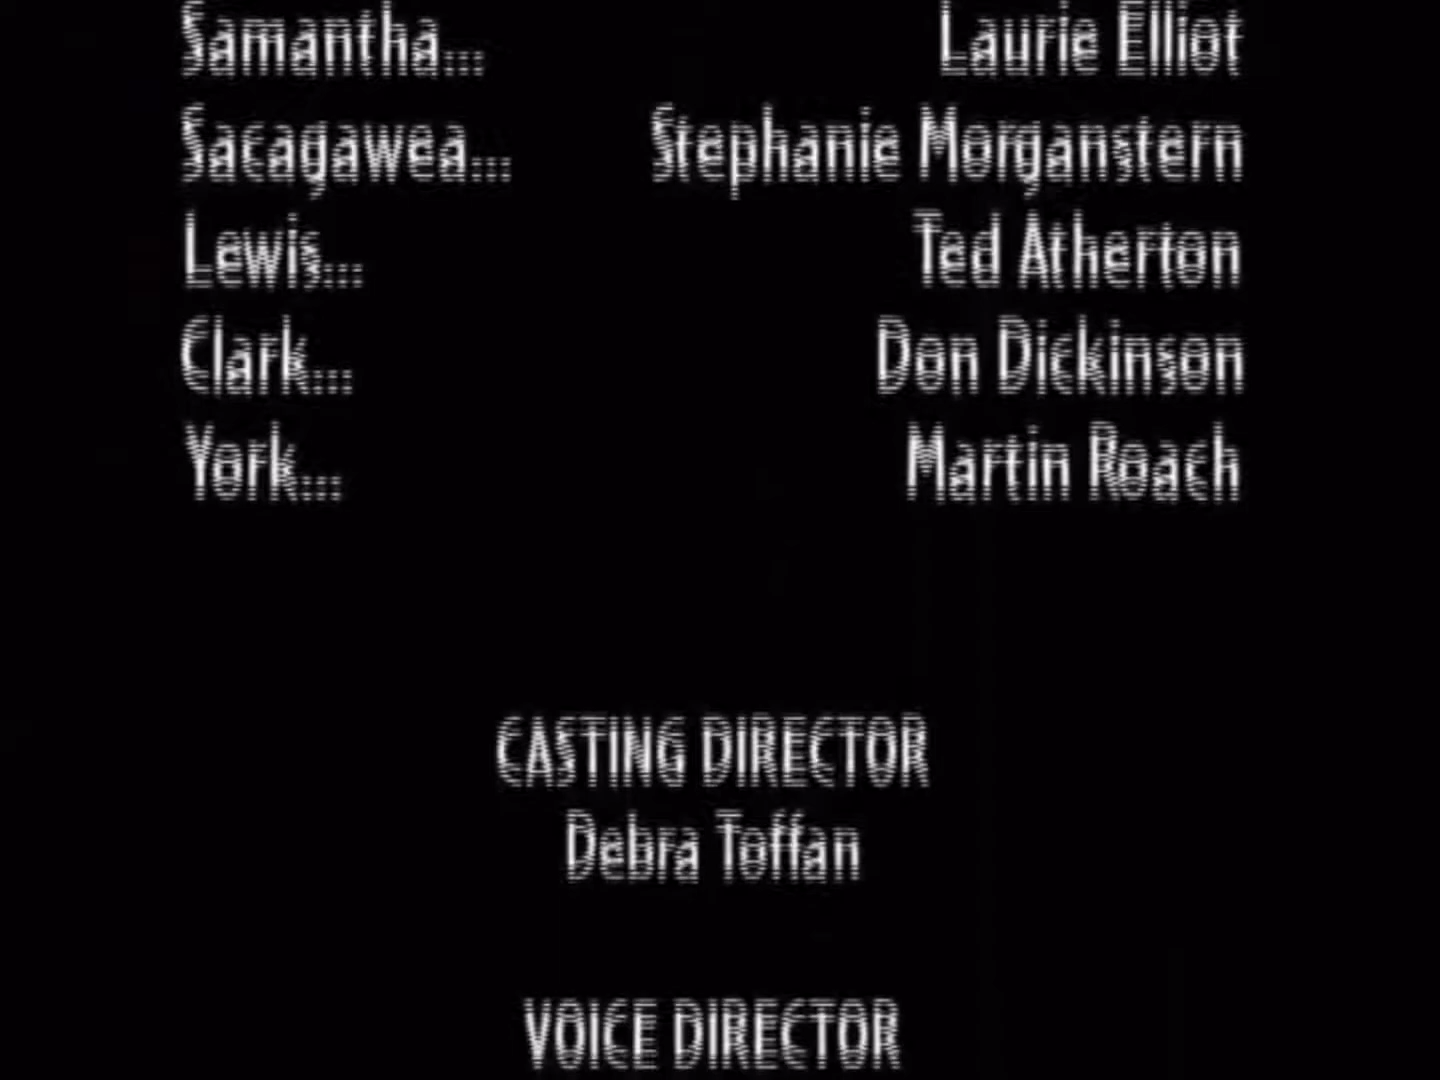 Samantha... Laurie Elliot
Sacagawea... Stephanie Morganstern
Lewis... Ted Atherton
Clark... Don Dickinson
York... Martin Roach
CASTING DIRECTOR
Debra Toffan
VOICE DIRECTOR